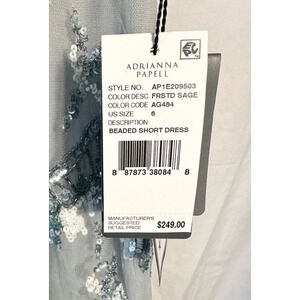 ADRIANNA
PAPELL
STYLE NO. AP1E209503
COLOR DESC FRSTD SAGE
COLOR CODE AG484
US SIZE 6
DESCRIPTION
BEADED SHORT DRESS
8 87873 38084 8
MANUFACTURER'S
SUGGESTED
RETAIL PRICE $249.00